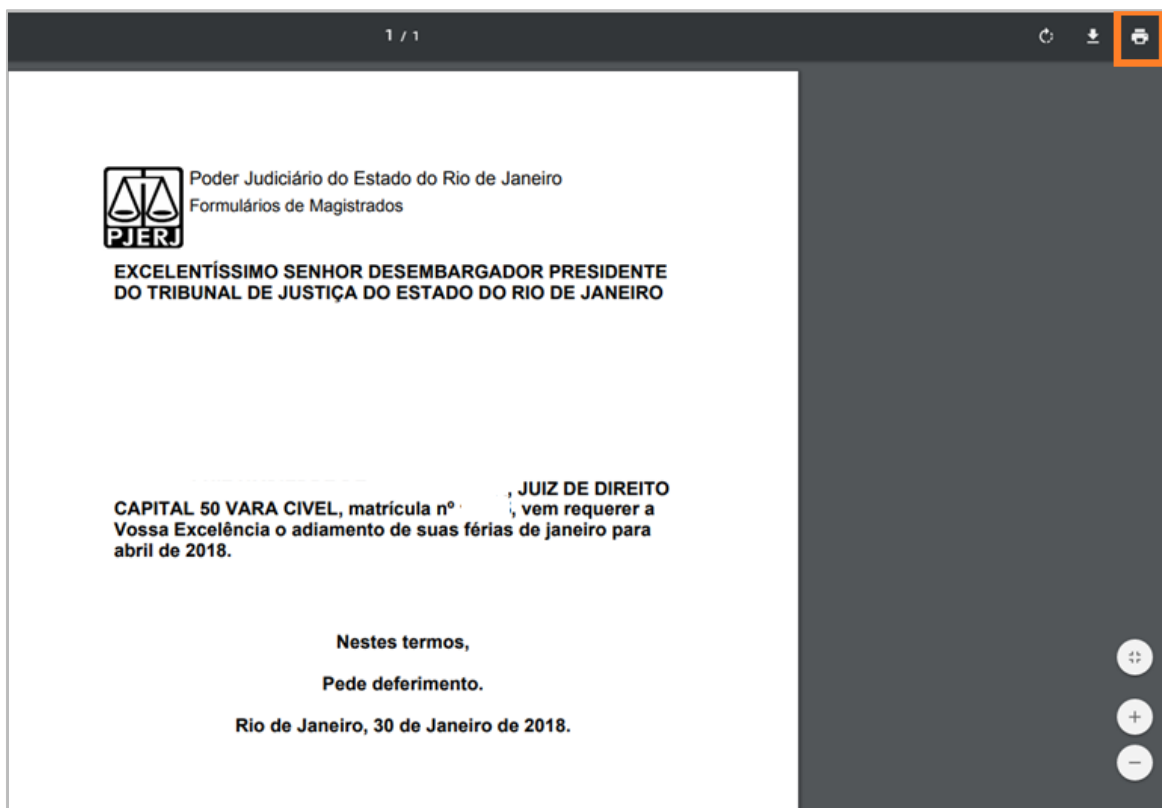 1 / 1
Poder Judiciário do Estado do Rio de Janeiro
Formulários de Magistrados
PJERJ
EXCELENTÍSSIMO SENHOR DESEMBARGADOR PRESIDENTE
DO TRIBUNAL DE JUSTIÇA DO ESTADO DO RIO DE JANEIRO
, JUIZ DE DIREITO
CAPITAL 50 VARA CIVEL, matrícula nº , vem requerer a
Vossa Excelência o adiamento de suas férias de janeiro para
abril de 2018.
Nestes termos,
Pede deferimento.
Rio de Janeiro, 30 de Janeiro de 2018.